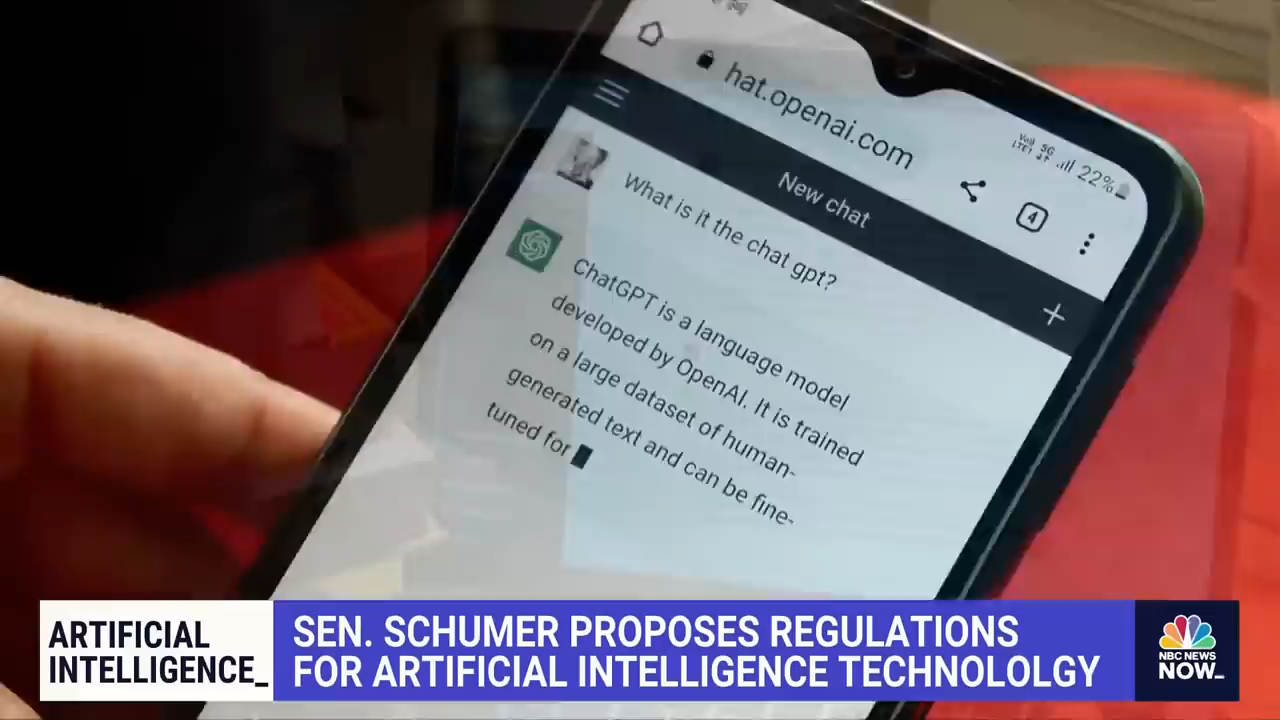 hat.openai.com
22%
4
New chat
What is it the chat gpt?
ChatGPT is a language model
developed by OpenAI. It is trained
on a large dataset of human-
generated text and can be fine-
tuned for
ARTIFICIAL
INTELLIGENCE_
SEN. SCHUMER PROPOSES REGULATIONS
FOR ARTIFICIAL INTELLIGENCE TECHNOLOLGY
NBC NEWS
NOW_